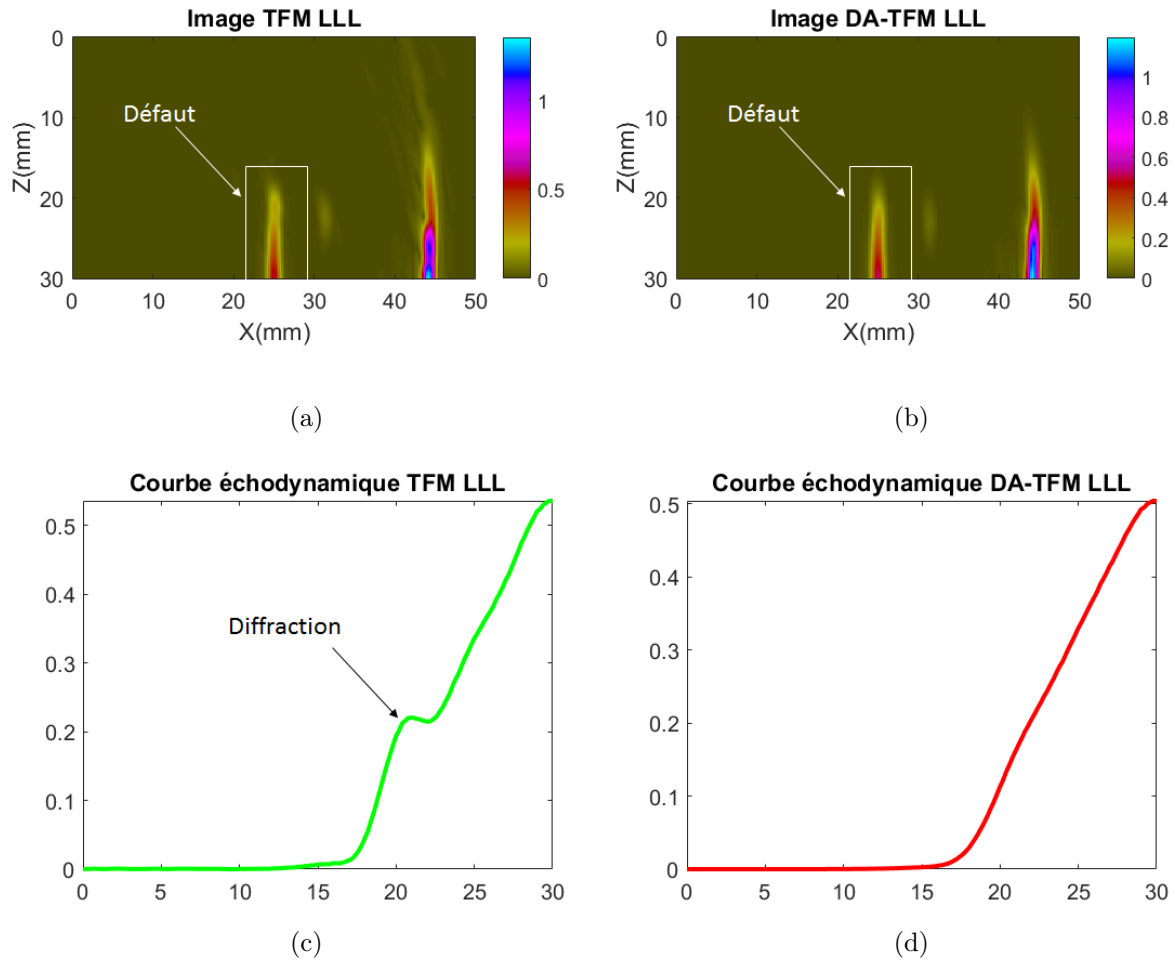 Image TFM LLL
0
10
20
30
Z(mm)
Défaut
0 10 20 30 40 50
X(mm)
1
0.5
0
(a)
Image DA-TFM LLL
0
10
20
30
Z(mm)
Défaut
0 10 20 30 40 50
X(mm)
1
0.8
0.6
0.4
0.2
0
(b)
Courbe échodynamique TFM LLL
0.5
0.4
0.3
0.2
0.1
0
Diffraction
0 5 10 15 20 25 30
(c)
Courbe échodynamique DA-TFM LLL
0.5
0.4
0.3
0.2
0.1
0
0 5 10 15 20 25 30
(d)